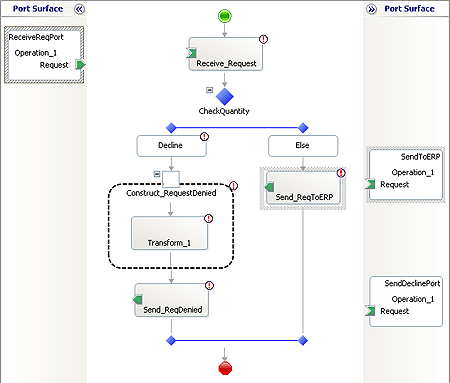 Port Surface
Port Surface
ReceiveReqPort
Operation_1
Request
Receive_Request
CheckQuantity
Decline
Else
Construct_RequestDenied
Send_ReqToERP
Transform_1
Send_ReqDenied
SendToERP
Operation_1
Request
SendDeclinePort
Operation_1
Request